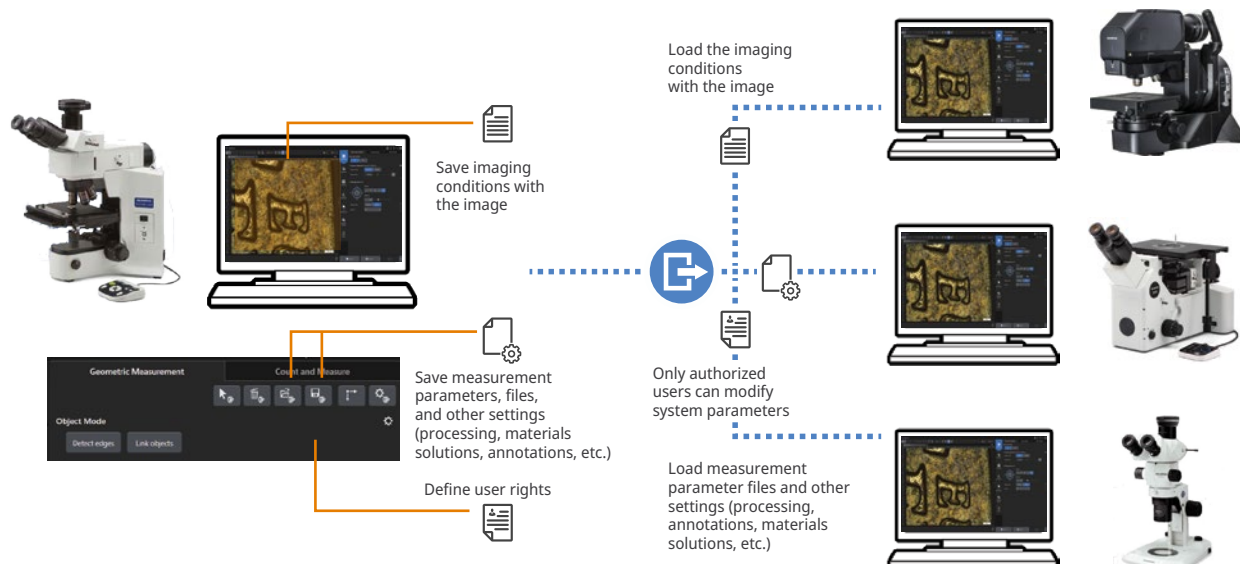 Save imaging
conditions with
the image
Geometric Measurement
Count and Measure
Object Mode
Detect edges
Link objects
Save measurement
parameters, files,
and other settings
(processing, materials
solutions, annotations, etc.)
Define user rights
Load the imaging
conditions
with the image
Only authorized
users can modify
system parameters
Load measurement
parameter files and other
settings (processing,
annotations, materials
solutions, etc.)